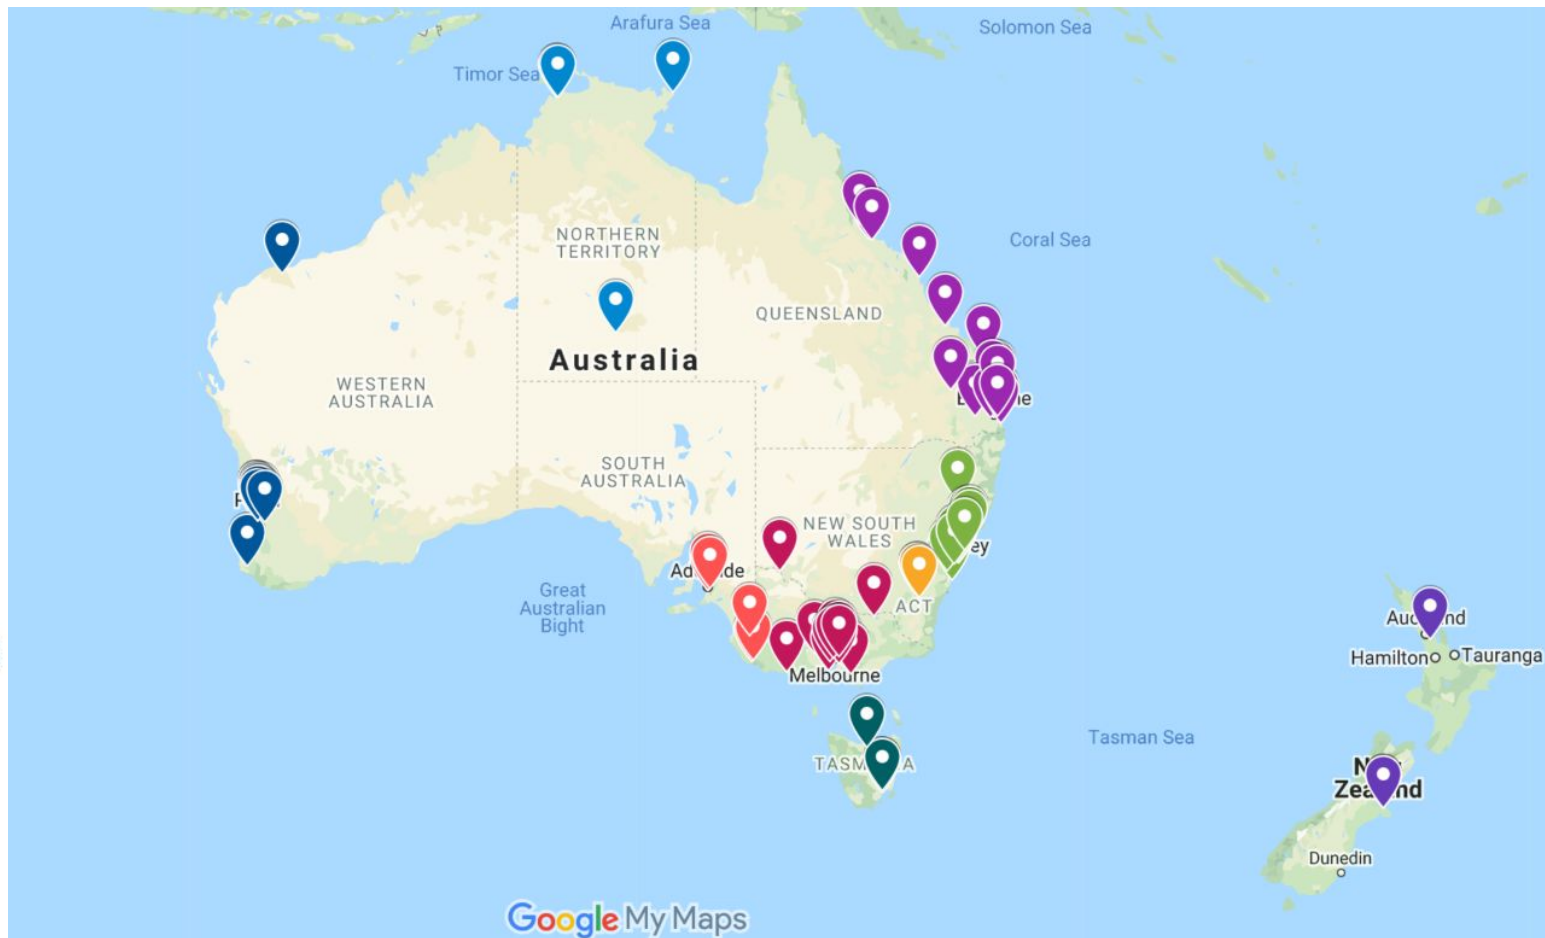 Arafura Sea
Solomon Sea
Timor Sea
NORTHERN
TERRITORY
Coral Sea
QUEENSLAND
Australia
WESTERN
AUSTRALIA
SOUTH
AUSTRALIA
NEW SOUTH
WALES
Great
Australian
Bight
ACT
Hamilton
Tauranga
Melbourne
Tasman Sea
Dunedin
Google My Maps